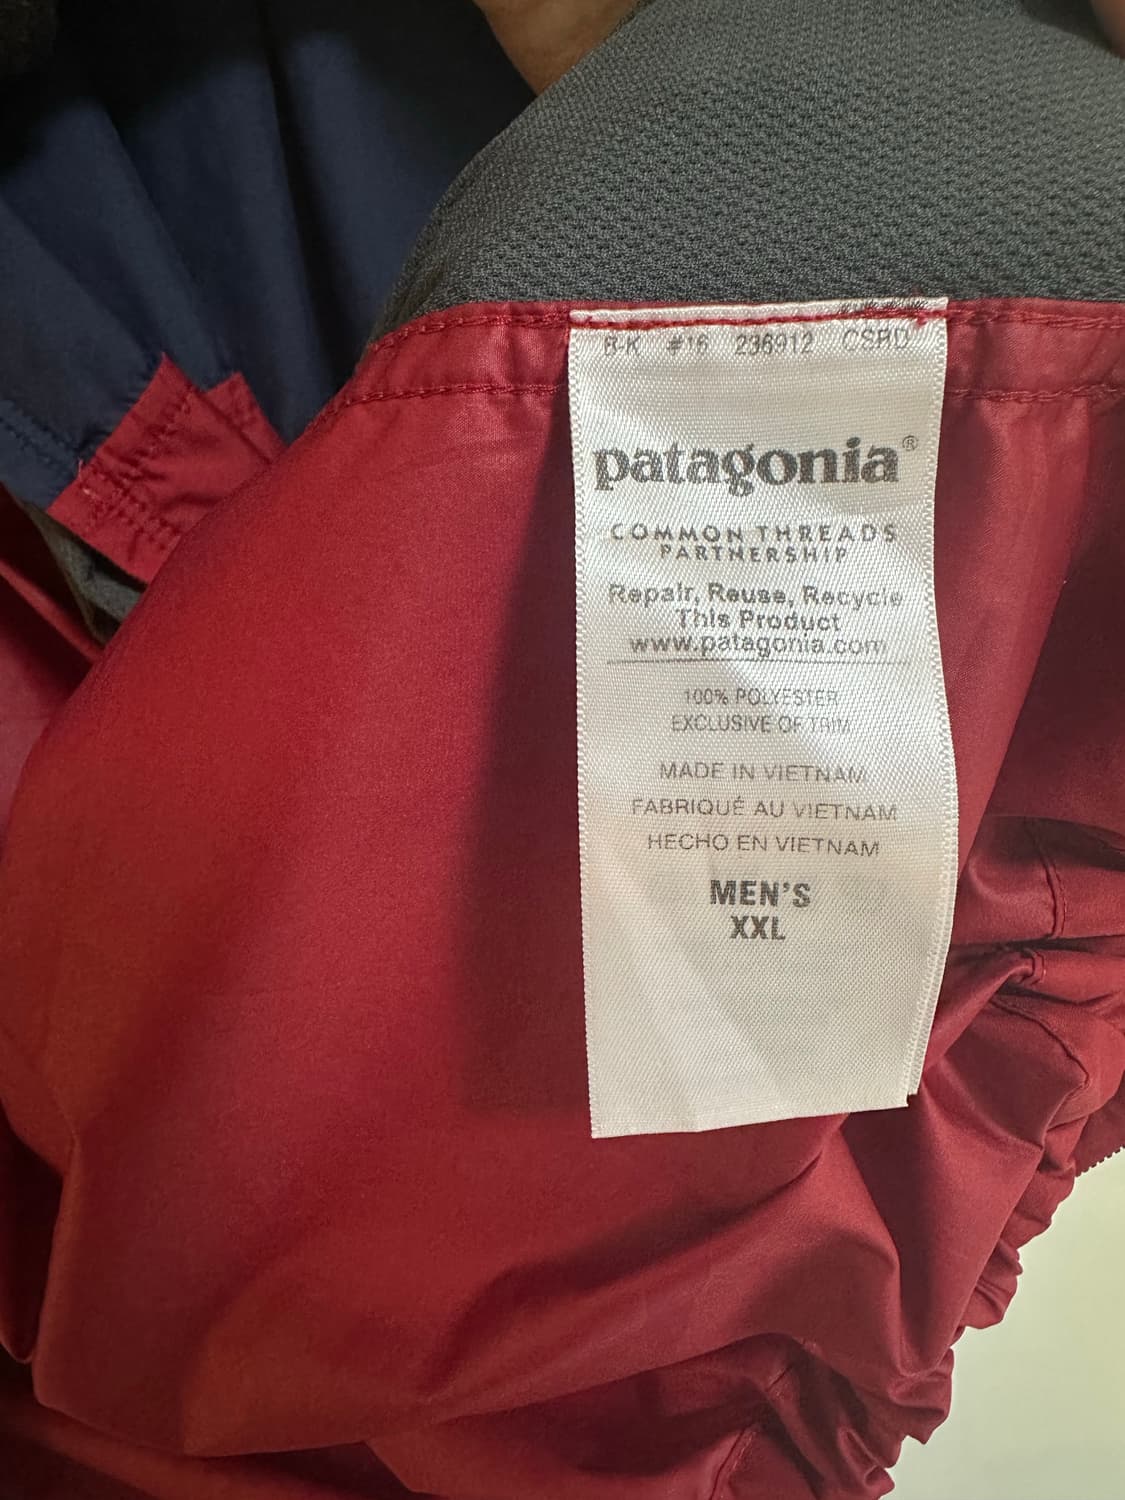 B-K #16 236912 CSRD
patagonia®
COMMON THREADS
PARTNERSHIP
Repair, Reuse, Recycle
This Product
www.patagonia.com
100% POLYESTER
EXCLUSIVE OF TRIM
MADE IN VIETNAM
FABRIQUÉ AU VIETNAM
HECHO EN VIETNAM
MEN'S
XXL